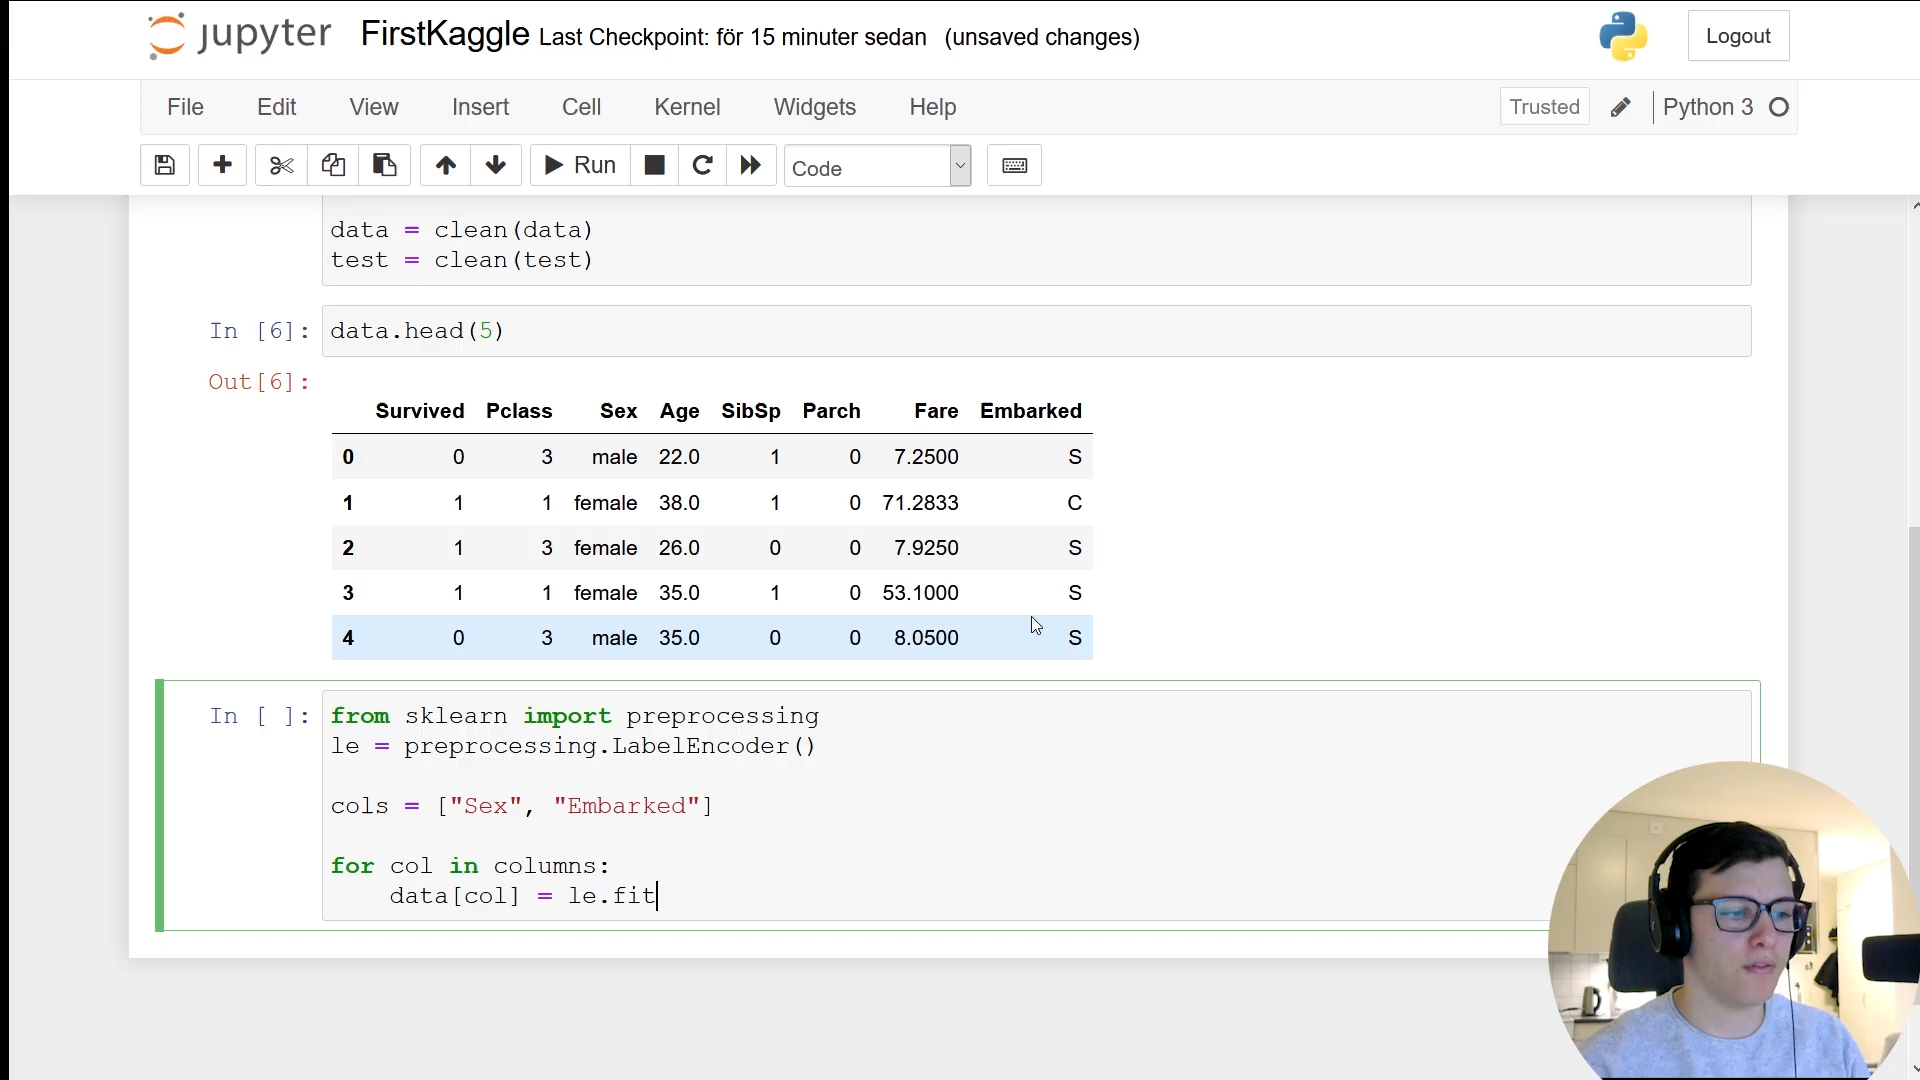 jupyter FirstKaggle Last Checkpoint: för 15 minuter sedan (unsaved changes) Logout
File Edit View Insert Cell Kernel Widgets Help Trusted Python 3
Run Code
data = clean(data)
test = clean(test)
In [6]: data.head(5)
Out[6]:
Survived Pclass Sex Age SibSp Parch Fare Embarked
0 0 3 male 22.0 1 0 7.2500 S
1 1 1 female 38.0 1 0 71.2833 C
2 1 3 female 26.0 0 0 7.9250 S
3 1 1 female 35.0 1 0 53.1000 S
4 0 3 male 35.0 0 0 8.0500 S
In [ ]: from sklearn import preprocessing
le = preprocessing.LabelEncoder()
cols = ["Sex", "Embarked"]
for col in columns:
data[col] = le.fit